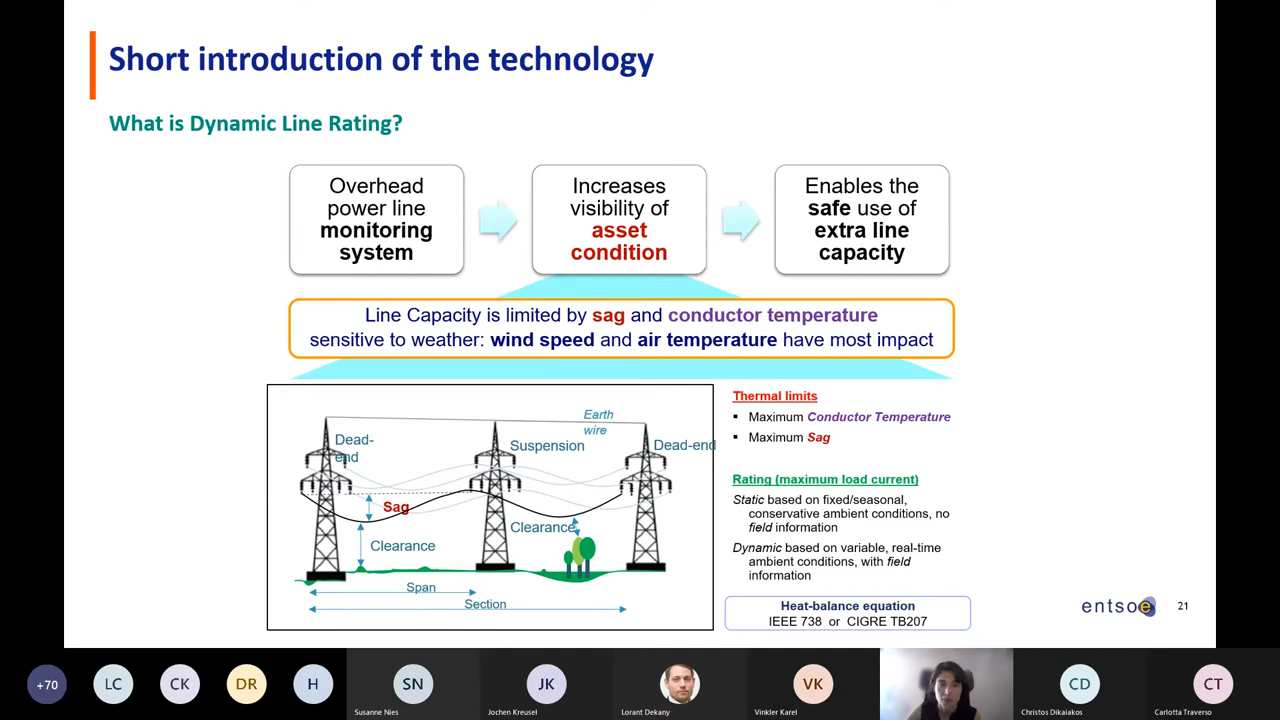 Short introduction of the technology
What is Dynamic Line Rating?
Overhead
power line
monitoring
system
Increases
visibility of
asset
condition
Enables the
safe use of
extra line
capacity
Line Capacity is limited by sag and conductor temperature
sensitive to weather: wind speed and air temperature have most impact
Earth
wire
Dead-
end
Suspension
Dead-end
Sag
Clearance
Clearance
Span
Section
Thermal limits
▪ Maximum Conductor Temperature
▪ Maximum Sag
Rating (maximum load current)
Static based on fixed/seasonal,
conservative ambient conditions, no
field information
Dynamic based on variable, real-time
ambient conditions, with field
information
Heat-balance equation
IEEE 738 or CIGRE TB207
entsoe
21
+70
LC
CK
DR
H
SN
Susanne Nies
JK
Jochen Kreusel
Lorant Dekany
VK
Vinkler Karel
CD
Christos Dikaiakos
CT
Carlotta Traverso